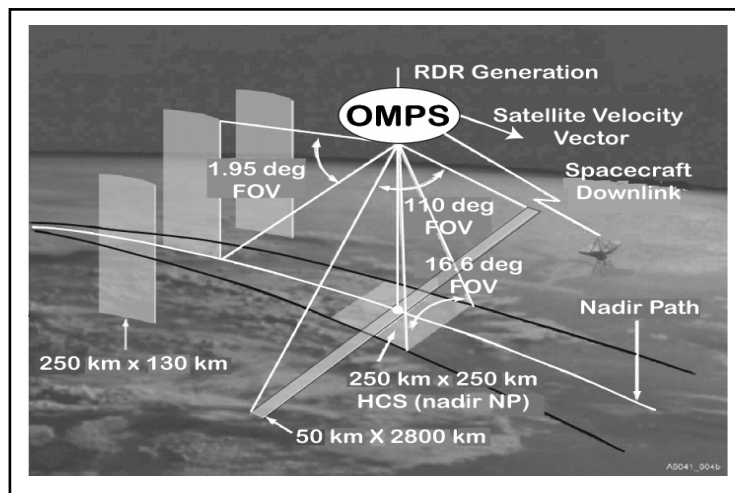 RDR Generation
OMPS
Satellite Velocity
Vector
Spacecraft
Downlink
1.95 deg
FOV
110 deg
FOV
16.6 deg
FOV
Nadir Path
250 km x 130 km
250 km x 250 km
HCS (nadir NP)
50 km X 2800 km
A9041_004b